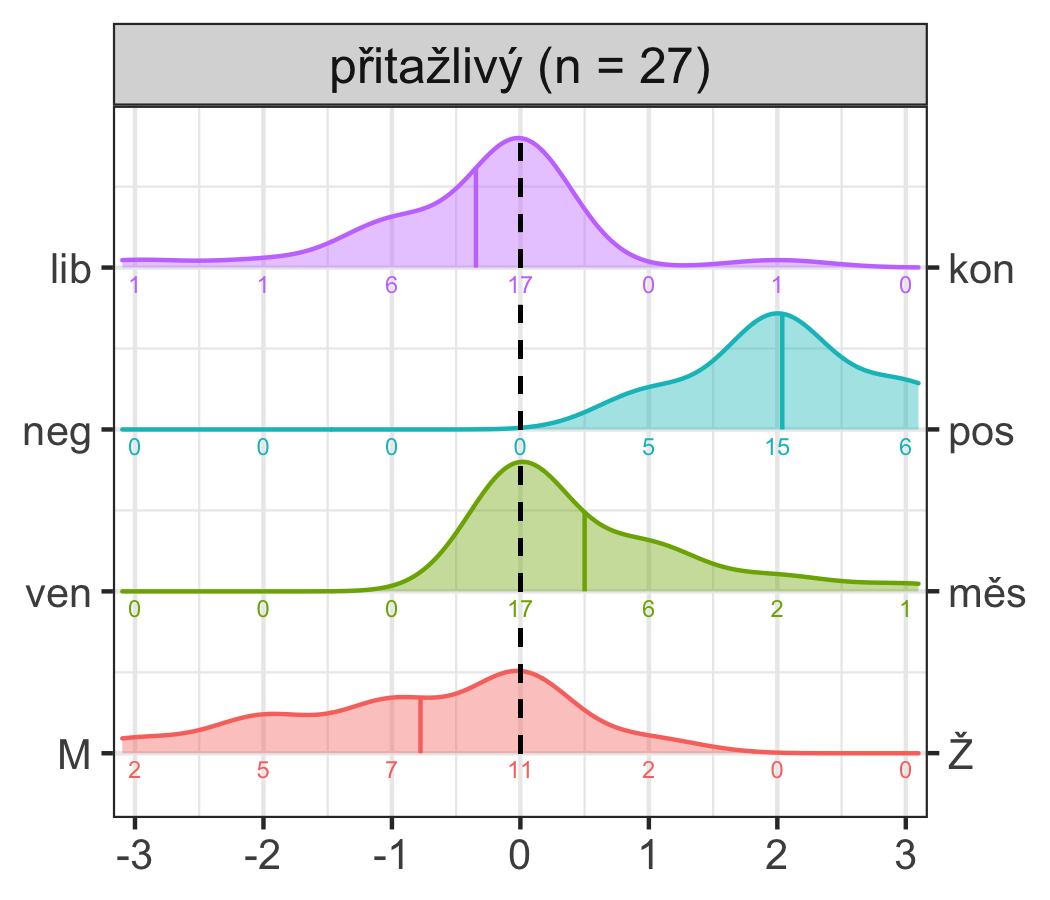 přitažlivý (n = 27)
lib kon
1 1 6 17 0 1 0
neg pos
0 0 0 0 5 15 6
ven měs
0 0 0 17 6 2 1
M Ž
2 5 7 11 2 0 0
-3 -2 -1 0 1 2 3